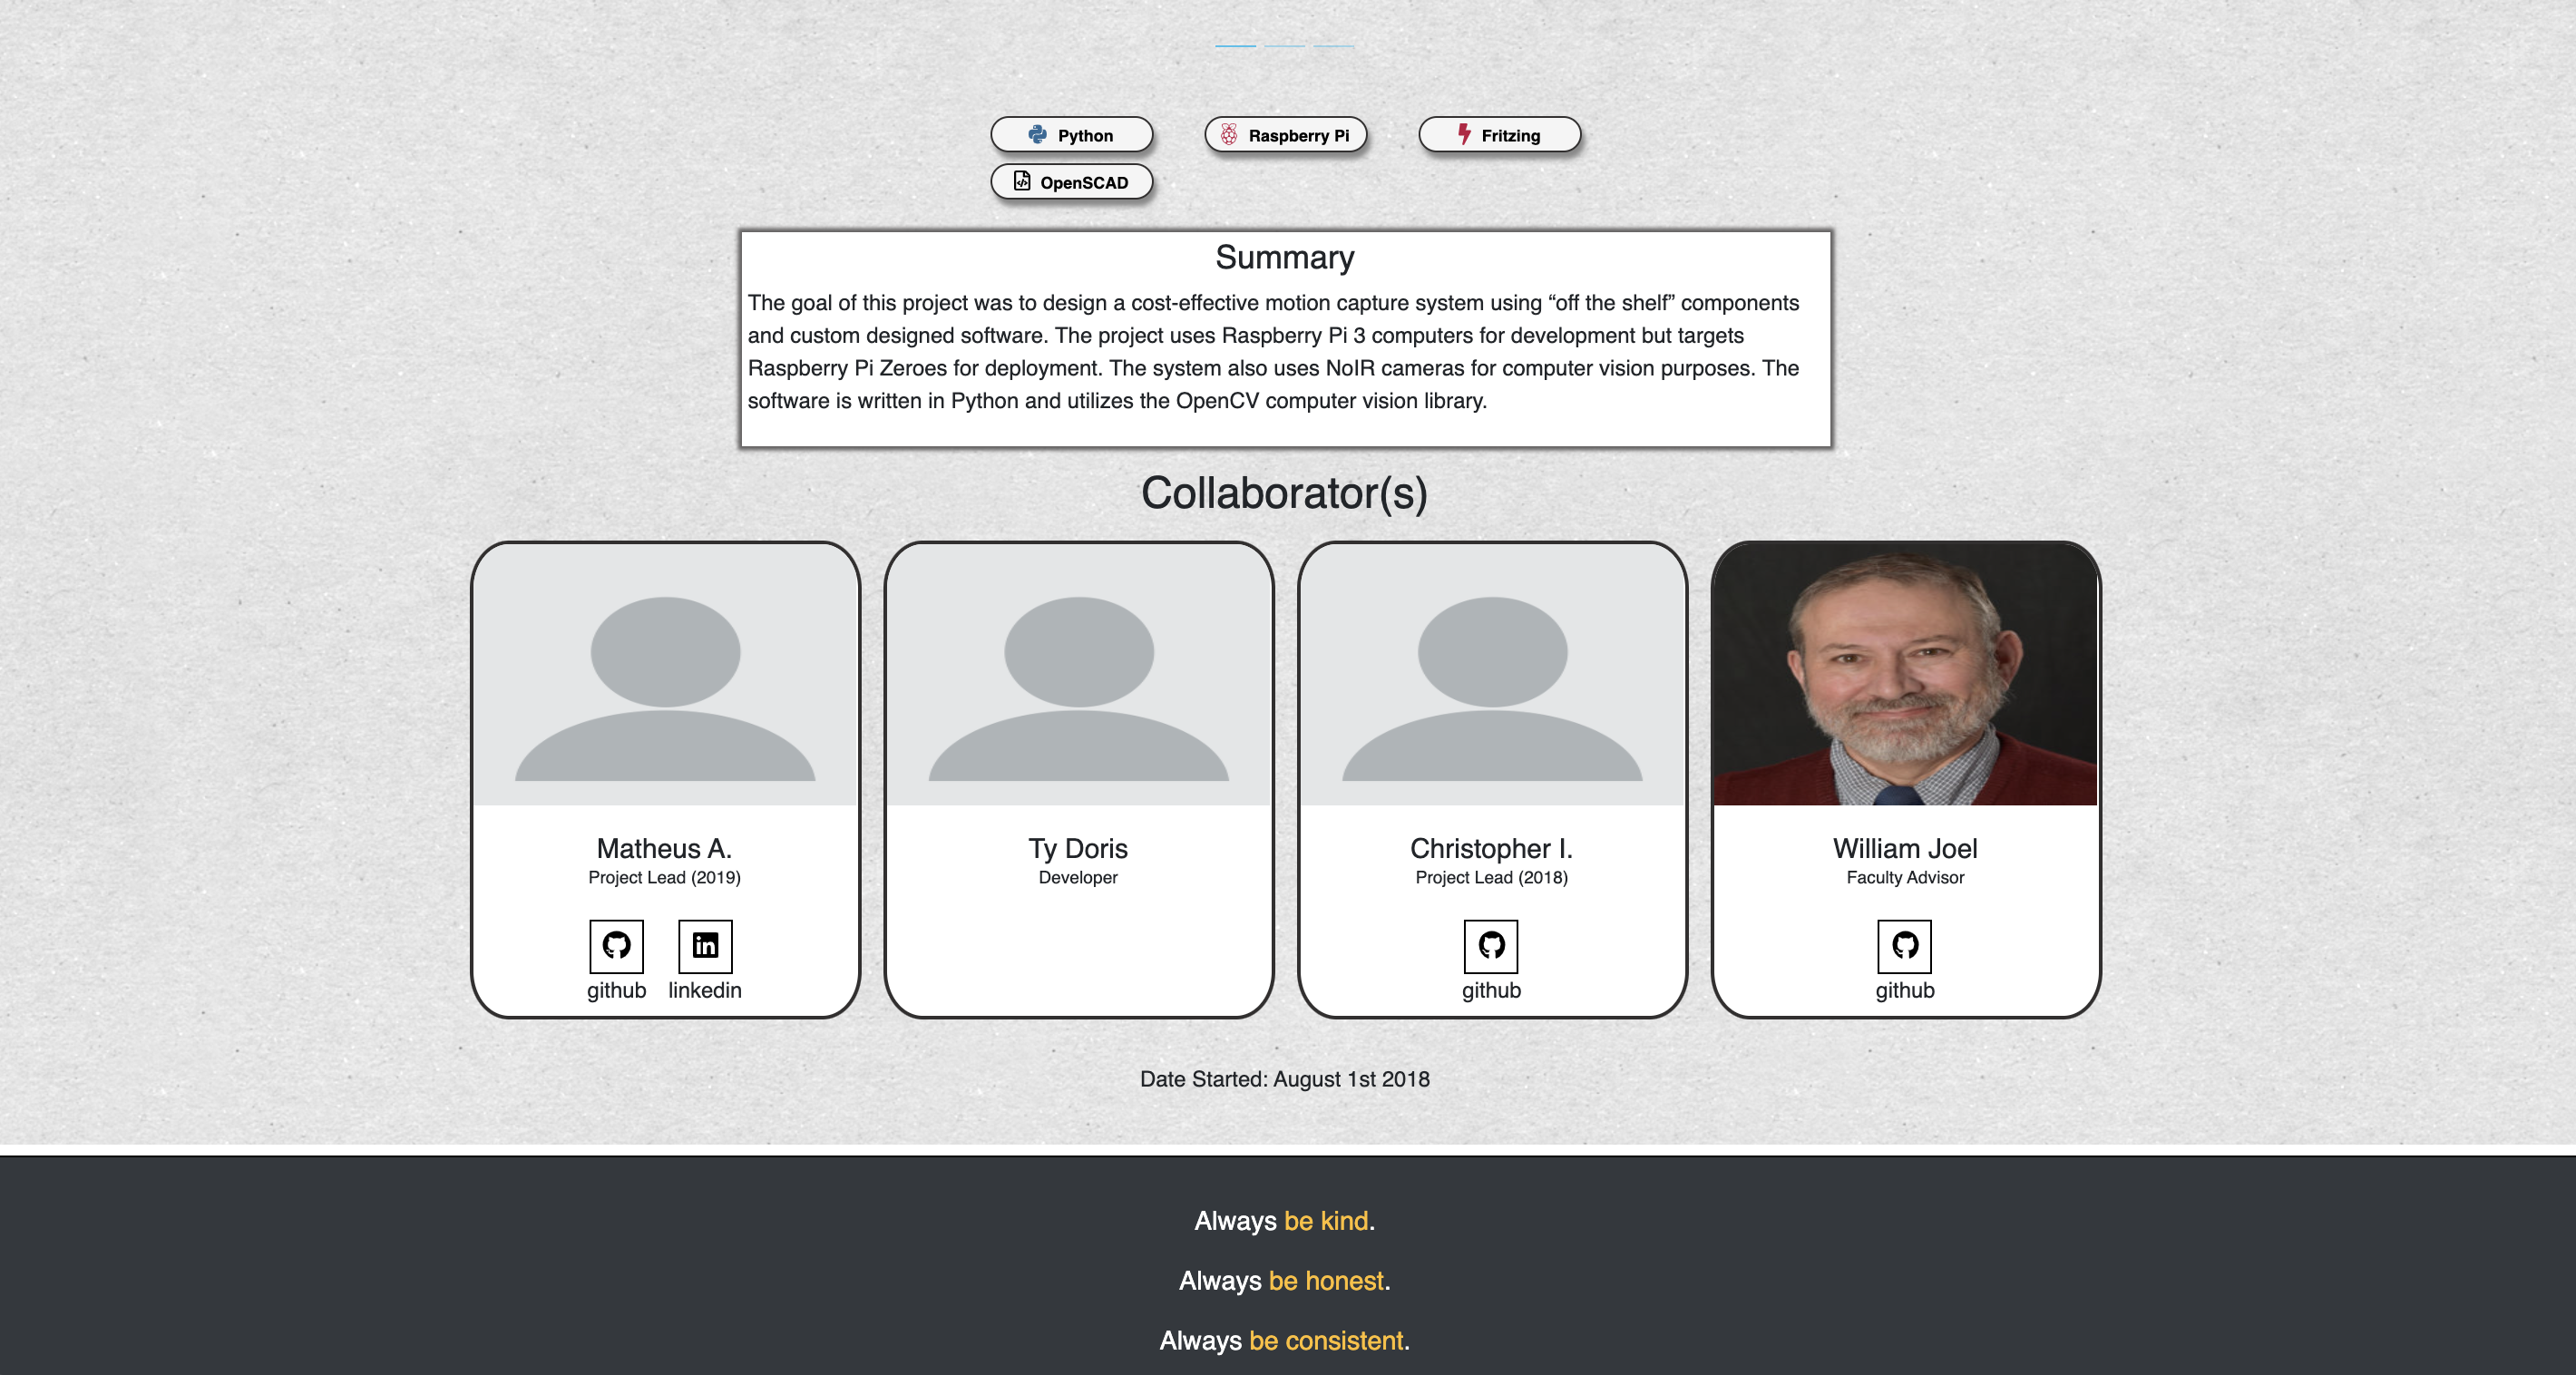 Python Raspberry Pi Fritzing
OpenSCAD
Summary
The goal of this project was to design a cost-effective motion capture system using “off the shelf” components
and custom designed software. The project uses Raspberry Pi 3 computers for development but targets
Raspberry Pi Zeroes for deployment. The system also uses NoIR cameras for computer vision purposes. The
software is written in Python and utilizes the OpenCV computer vision library.
Collaborator(s)
Matheus A.
Project Lead (2019)
github linkedin
Ty Doris
Developer
Christopher I.
Project Lead (2018)
github
William Joel
Faculty Advisor
github
Date Started: August 1st 2018
Always be kind.
Always be honest.
Always be consistent.